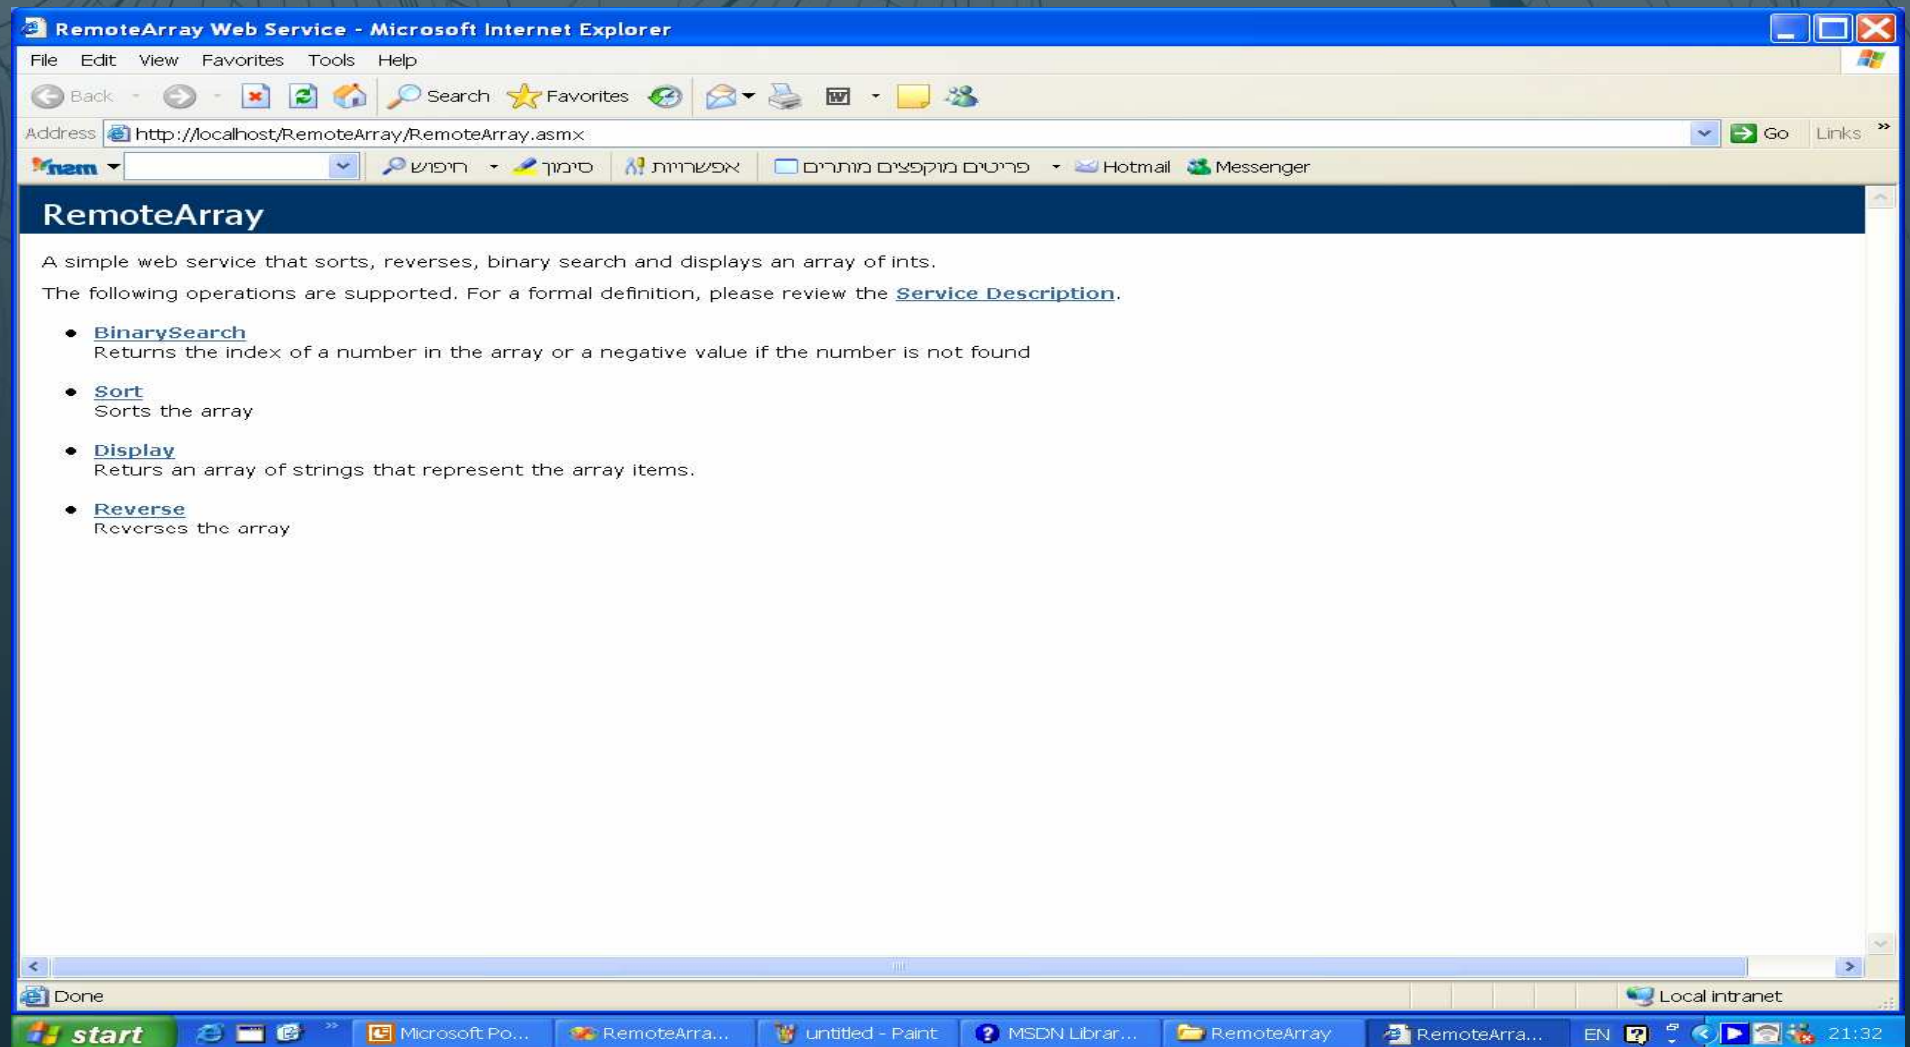 RemoteArray Web Service - Microsoft Internet Explorer
File Edit View Favorites Tools Help
Back Search Favorites
Address http://localhost/RemoteArray/RemoteArray.asmx Go Links »
חיפוש סימון אפשרויות פריטים מוקפצים מותרים Hotmail Messenger
RemoteArray
A simple web service that sorts, reverses, binary search and displays an array of ints.
The following operations are supported. For a formal definition, please review the Service Description.
• BinarySearch
Returns the index of a number in the array or a negative value if the number is not found
• Sort
Sorts the array
• Display
Returs an array of strings that represent the array items.
• Reverse
Reverses the array
Done Local intranet
start » Microsoft Po... RemoteArra... untitled - Paint MSDN Librar... RemoteArray RemoteArra... EN 21:32